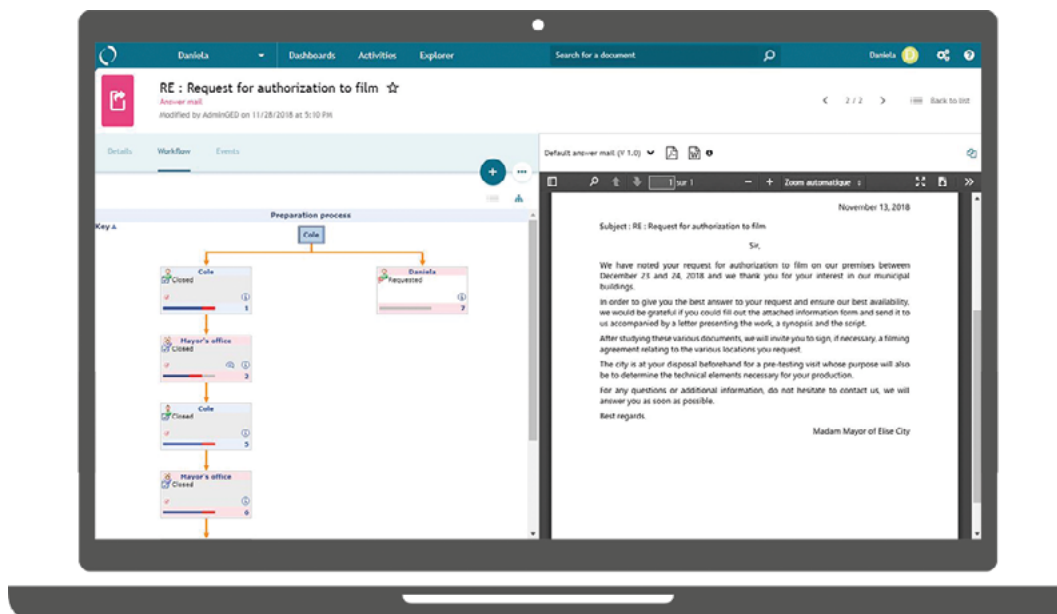 Daniela
Dashboards
Activities
Explorer
Search for a document
Daniela
RE : Request for authorization to film
Answer mail
Modified by AdminGED on 11/28/2018 at 5:10 PM
2 / 2
Back to list
Details
Workflow
Events
Default answer mail (V 1.0)
1 sur 1
Zoom automatique
Preparation process
Key
Cole
Cole
Closed
1
Daniela
Requested
7
Mayor's office
Closed
3
Cole
Closed
5
Mayor's office
Closed
6
November 13, 2018
Subject : RE : Request for authorization to film
Sir,
We have noted your request for authorization to film on our premises between
December 23 and 24, 2018 and we thank you for your interest in our municipal
buildings.
In order to give you the best answer to your request and ensure our best availability,
we would be grateful if you could fill out the attached information form and send it to
us accompanied by a letter presenting the work, a synopsis and the script.
After studying these various documents, we will invite you to sign, if necessary, a filming
agreement relating to the various locations you request.
The city is at your disposal beforehand for a pre-testing visit whose purpose will also
be to determine the technical elements necessary for your production.
For any questions or additional information, do not hesitate to contact us, we will
answer you as soon as possible.
Best regards.
Madam Mayor of Elise City